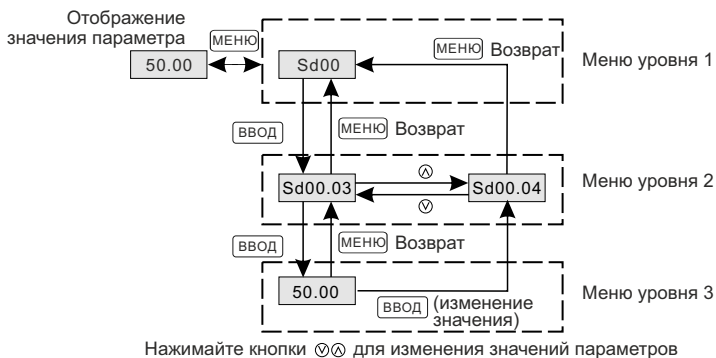 Отображение
значения параметра
МЕНЮ
50.00
Sd00
МЕНЮ Возврат
Меню уровня 1
ВВОД
МЕНЮ Возврат
Sd00.03
Sd00.04
Меню уровня 2
ВВОД
МЕНЮ Возврат
50.00
ВВОД (изменение
значения)
Меню уровня 3
Нажимайте кнопки для изменения значений параметров